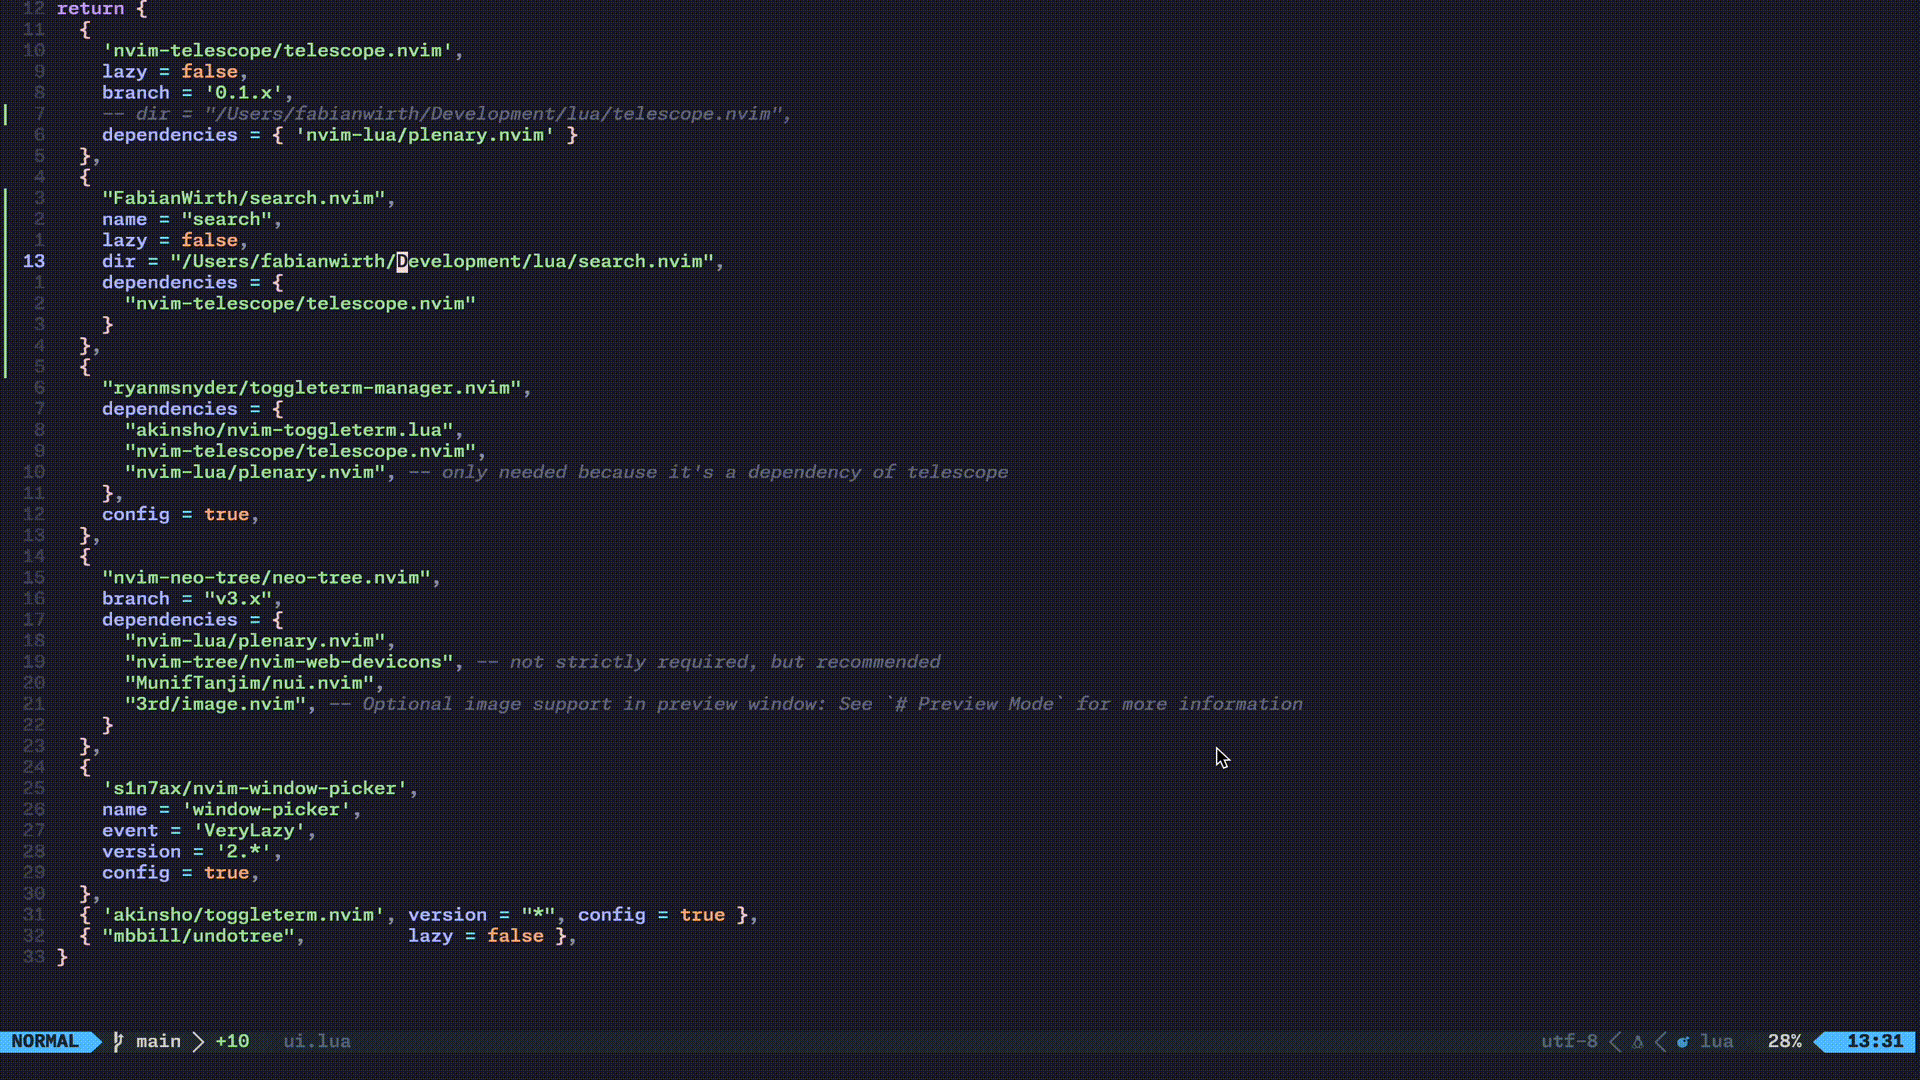 12 return {
11   {
10     'nvim-telescope/telescope.nvim',
9     lazy = false,
8     branch = '0.1.x',
7     -- dir = "/Users/fabianwirth/Development/lua/telescope.nvim",
6     dependencies = { 'nvim-lua/plenary.nvim' }
5   },
4   {
3     "FabianWirth/search.nvim",
2     name = "search",
1     lazy = false,
13     dir = "/Users/fabianwirth/Development/lua/search.nvim",
1     dependencies = {
2       "nvim-telescope/telescope.nvim"
3     }
4   },
5   {
6     "ryanmsnyder/toggleterm-manager.nvim",
7     dependencies = {
8       "akinsho/nvim-toggleterm.lua",
9       "nvim-telescope/telescope.nvim",
10       "nvim-lua/plenary.nvim", -- only needed because it's a dependency of telescope
11     },
12     config = true,
13   },
14   {
15     "nvim-neo-tree/neo-tree.nvim",
16     branch = "v3.x",
17     dependencies = {
18       "nvim-lua/plenary.nvim",
19       "nvim-tree/nvim-web-devicons", -- not strictly required, but recommended
20       "MunifTanjim/nui.nvim",
21       "3rd/image.nvim", -- Optional image support in preview window: See `# Preview Mode` for more information
22     }
23   },
24   {
25     's1n7ax/nvim-window-picker',
26     name = 'window-picker',
27     event = 'VeryLazy',
28     version = '2.*',
29     config = true,
30   },
31   { 'akinsho/toggleterm.nvim', version = "*", config = true },
32   { "mbbill/undotree",         lazy = false },
33 }
NORMAL main +10 ui.lua utf-8 lua 28% 13:31